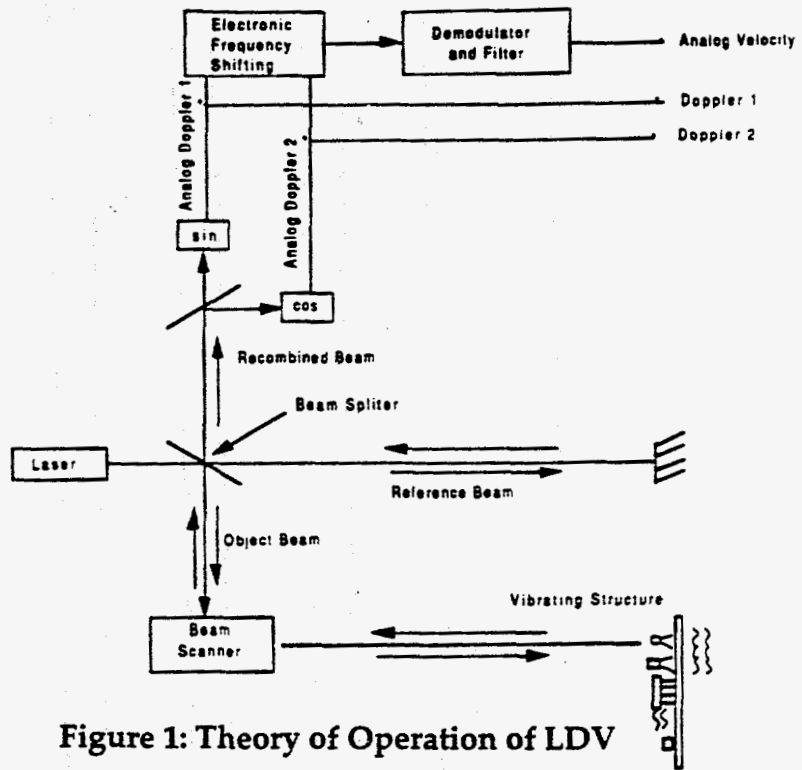 Electronic
Frequency
Shifting
Demodulator
and Filter
Analog Velocity
Doppler 1
Doppler 2
Analog Doppler 1
Analog Doppler 2
sin
cos
Recombined Beam
Beam Spliter
Laser
Reference Beam
Object Beam
Vibrating Structure
Beam
Scanner
Figure 1: Theory of Operation of LDV